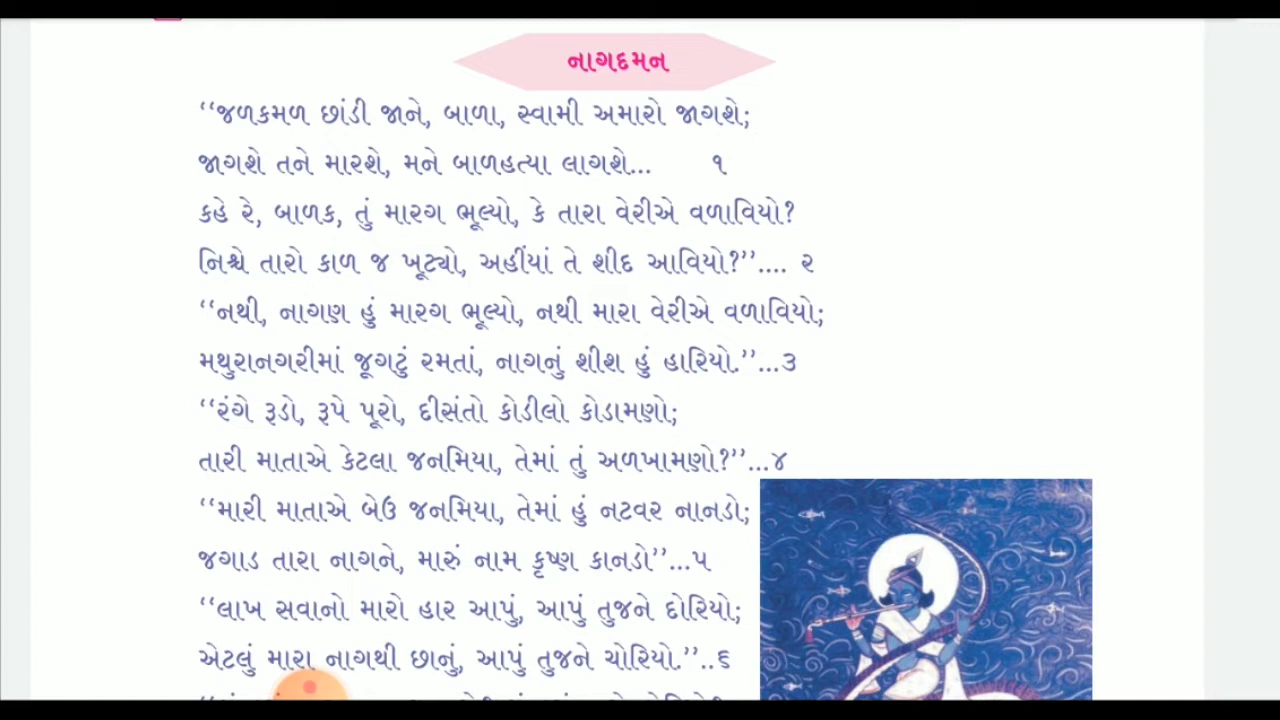 નાગદમન
“જળકમળ છાંડી જાને, બાળા, સ્વામી અમારો જાગશે;
જાગશે તને મારશે, મને બાળહત્યા લાગશે... ૧
કહે રે, બાળક, તું મારગ ભૂલ્યો, કે તારા વેરીએ વળાવિયો?
નિશ્ચે તારો કાળ જ ખૂટ્યો, અહીંયાં તે શીદ આવિયો?”.... ૨
“નથી, નાગણ હું મારગ ભૂલ્યો, નથી મારા વેરીએ વળાવિયો;
મથુરાનગરીમાં જૂગટું રમતાં, નાગનું શીશ હું હારિયો.”...૩
“રંગે રૂડો, રૂપે પૂરો, દીસંતો કોડીલો કોડામણો;
તારી માતાએ કેટલા જનમિયા, તેમાં તું અળખામણો?”...૪
“મારી માતાએ બેઉ જનમિયા, તેમાં હું નટવર નાનડો;
જગાડ તારા નાગને, મારું નામ કૃષ્ણ કાનડો”...૫
“લાખ સવાનો મારો હાર આપું, આપું તુજને દોરિયો;
એટલું મારા નાગથી છાનું, આપું તુજને ચોરિયો.”..૬